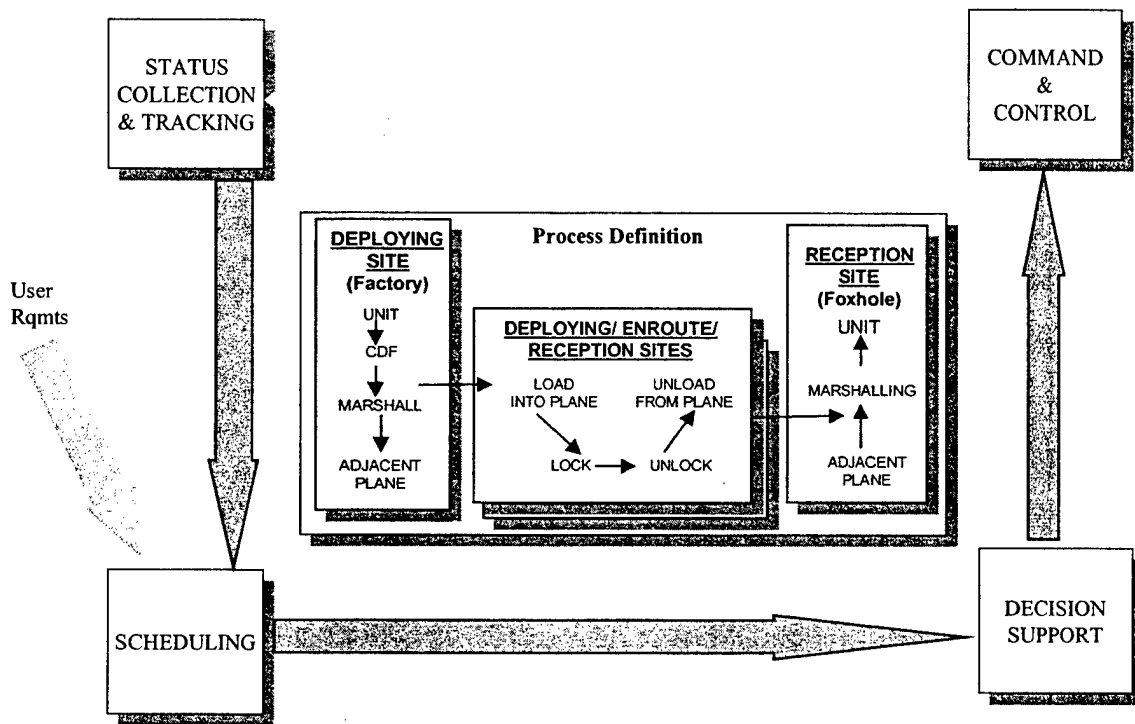 STATUS
COLLECTION
& TRACKING
COMMAND
&
CONTROL
User
Rqmts
Process Definition
DEPLOYING
SITE
(Factory)
UNIT
CDF
MARSHALL
ADJACENT
PLANE
DEPLOYING/ ENROUTE/
RECEPTION SITES
LOAD
INTO PLANE
UNLOAD
FROM PLANE
LOCK
UNLOCK
RECEPTION
SITE
(Foxhole)
UNIT
MARSHALLING
ADJACENT
PLANE
SCHEDULING
DECISION
SUPPORT